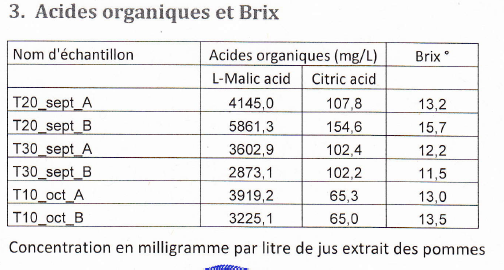 3. Acides organiques et Brix
Nom d'échantillon Acides organiques (mg/L) Brix °
L-Malic acid Citric acid
T20_sept_A 4145,0 107,8 13,2
T20_sept_B 5861,3 154,6 15,7
T30_sept_A 3602,9 102,4 12,2
T30_sept_B 2873,1 102,2 11,5
T10_oct_A 3919,2 65,3 13,0
T10_oct_B 3225,1 65,0 13,5
Concentration en milligramme par litre de jus extrait des pommes